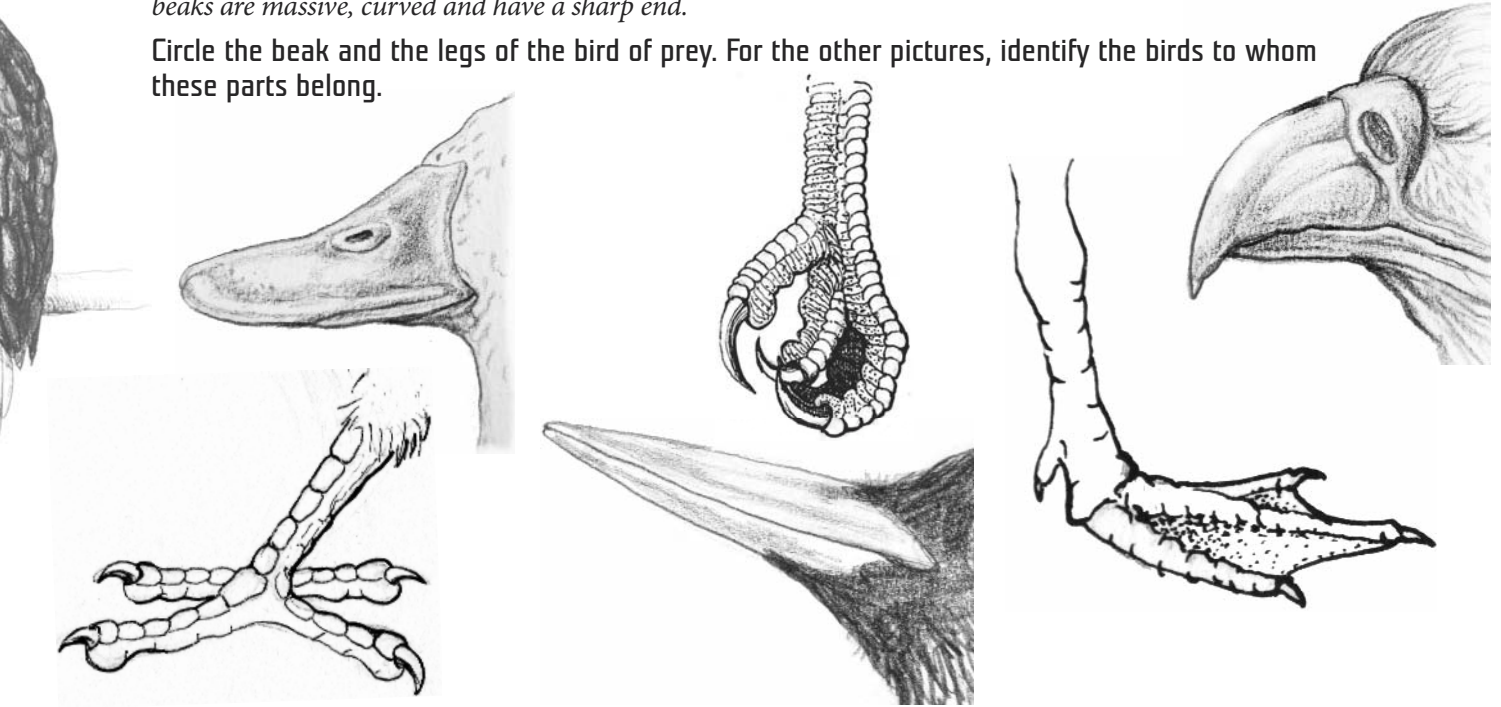 beaks are massive, curved and have a sharp end.
Circle the beak and the legs of the bird of prey. For the other pictures, identify the birds to whom
these parts belong.